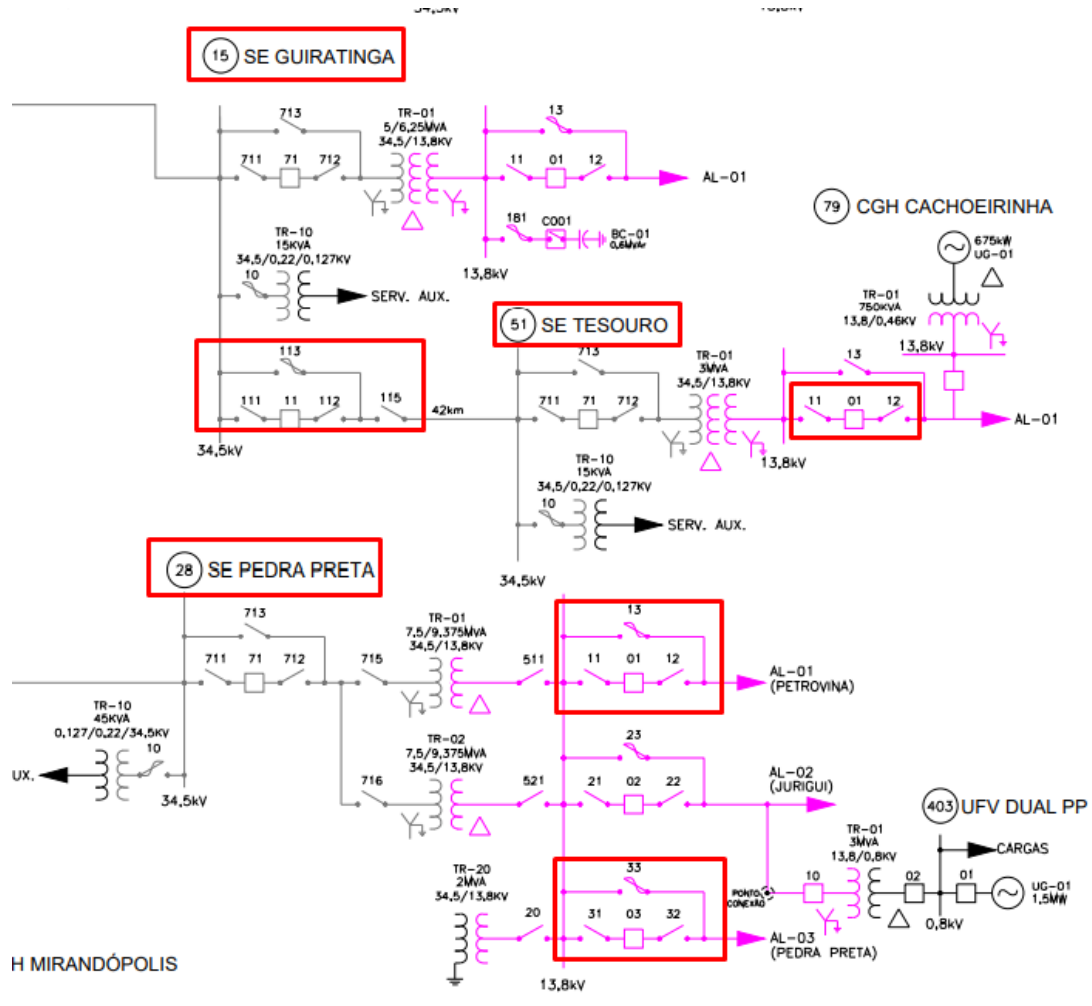 15 SE GUIRATINGA
713
TR-01
5/6,25MVA
34,5/13,8KV
13
711 71 712
11 01 12
AL-01
181 C001
BC-01
0,6MVAr
13,8kV
79 CGH CACHOEIRINHA
675kW
UG-01
TR-01
750KVA
13,8/0,46KV
13,8kV
TR-10
15KVA
34,5/0,22/0,127KV
10
SERV. AUX.
51 SE TESOURO
113
111 11 112 115
42km
34,5kV
713
711 71 712
TR-01
3MVA
34,5/13,8KV
13
11 01 12
AL-01
13,8kV
TR-10
15KVA
34,5/0,22/0,127KV
10
SERV. AUX.
34,5kV
28 SE PEDRA PRETA
713
711 71 712
715
TR-01
7,5/9,375MVA
34,5/13,8KV
511
13
11 01 12
AL-01
(PETROVINA)
TR-10
45KVA
0,127/0,22/34,5KV
10
UX.
34,5kV
716
TR-02
7,5/9,375MVA
34,5/13,8KV
521
23
21 02 22
AL-02
(JURIGUI)
403 UFV DUAL PP
TR-01
3MVA
13,8/0,8KV
CARGAS
PONTO
CONEXÃO
10
02
01
UG-01
1,5MW
0,8kV
TR-20
2MVA
34,5/13,8KV
20
33
31 03 32
AL-03
(PEDRA PRETA)
13,8kV
H MIRANDÓPOLIS